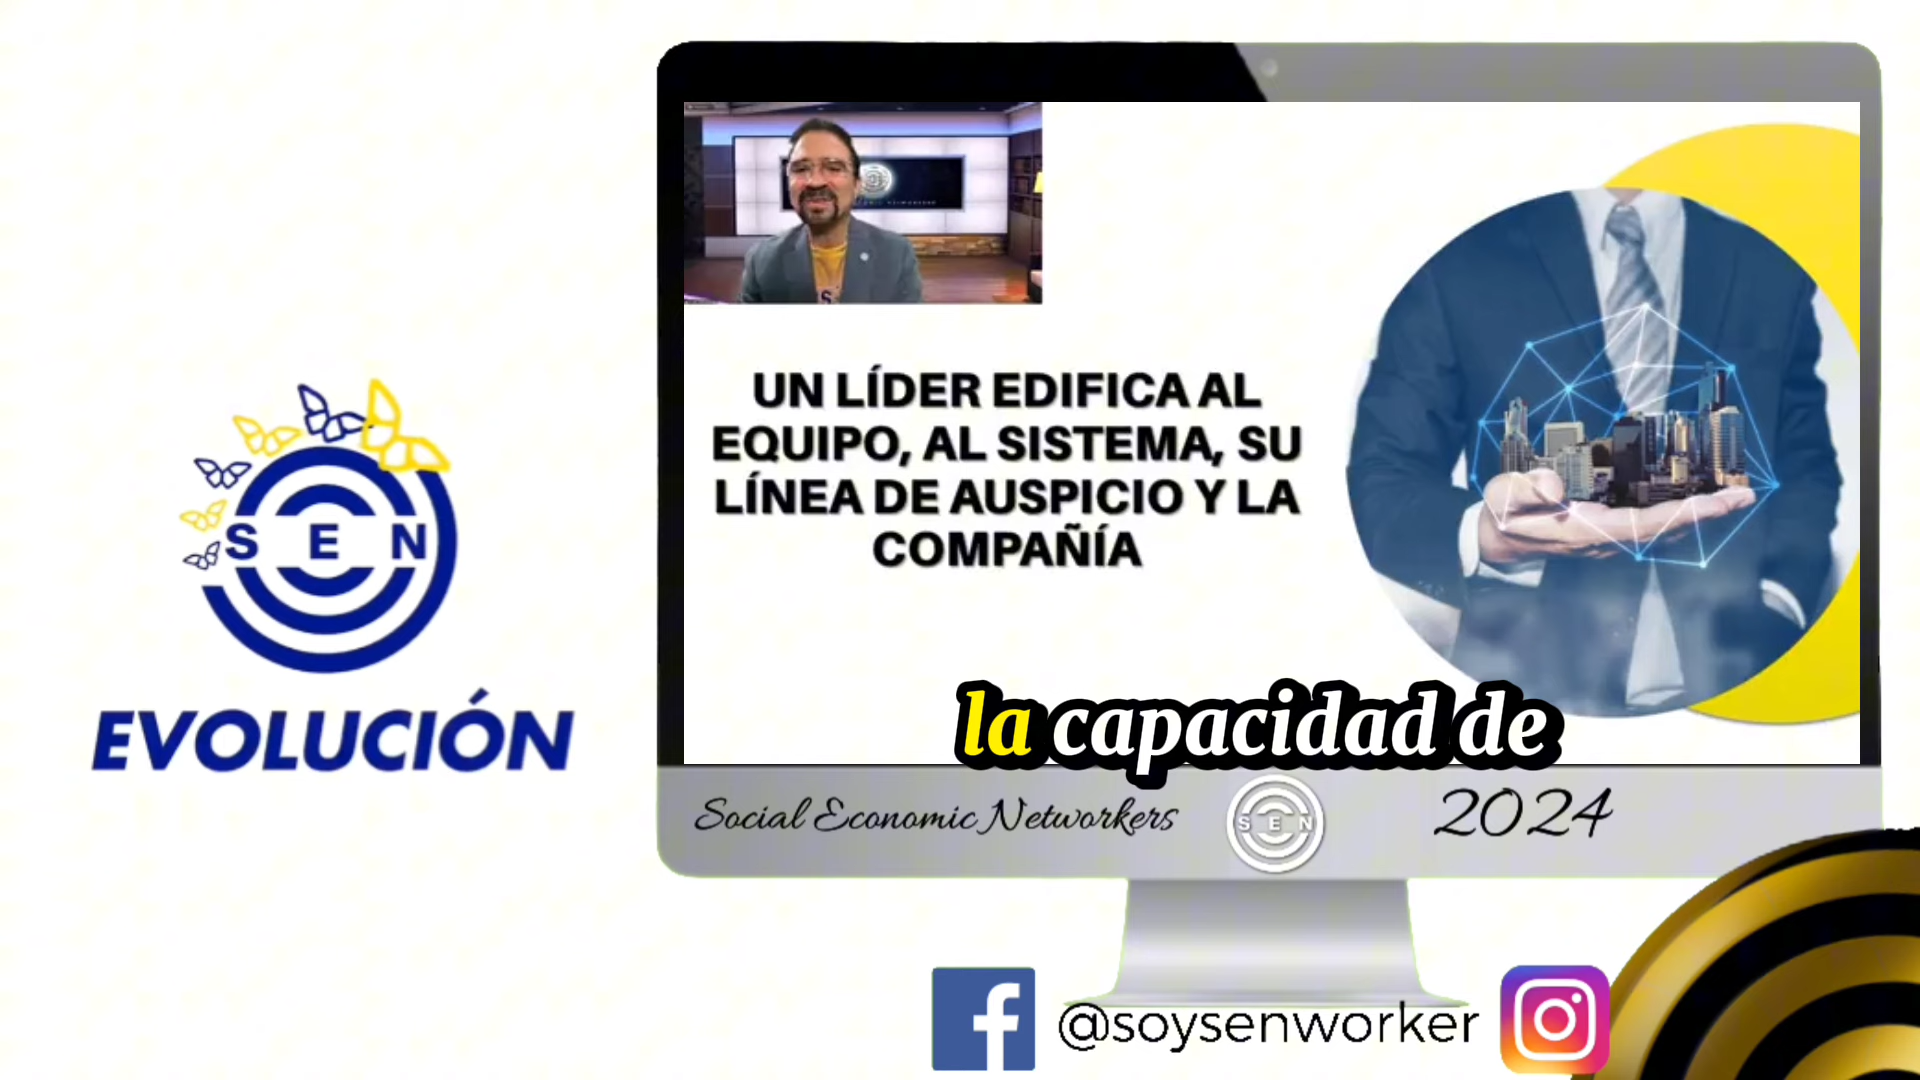 UN LÍDER EDIFICA AL
EQUIPO, AL SISTEMA, SU
LÍNEA DE AUSPICIO Y LA
COMPAÑÍA
S E N
EVOLUCIÓN
la capacidad de
Social Economic Networkers
S E N
2024
@soysenworker